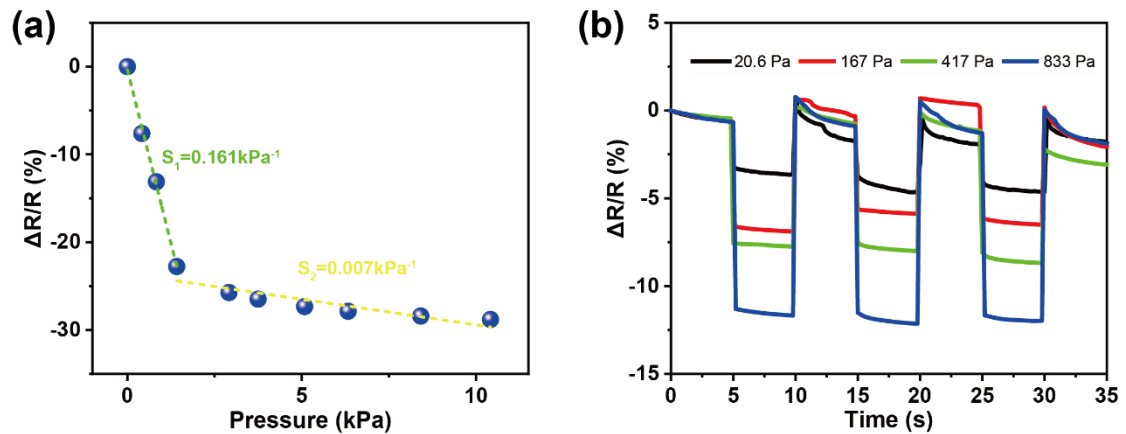 (a)
ΔR/R (%)
0
-10
-20
-30
S₁=0.161kPa⁻¹
S₂=0.007kPa⁻¹
0
5
10
Pressure (kPa)
(b)
ΔR/R (%)
5
0
-5
-10
-15
20.6 Pa 167 Pa 417 Pa 833 Pa
0 5 10 15 20 25 30 35
Time (s)